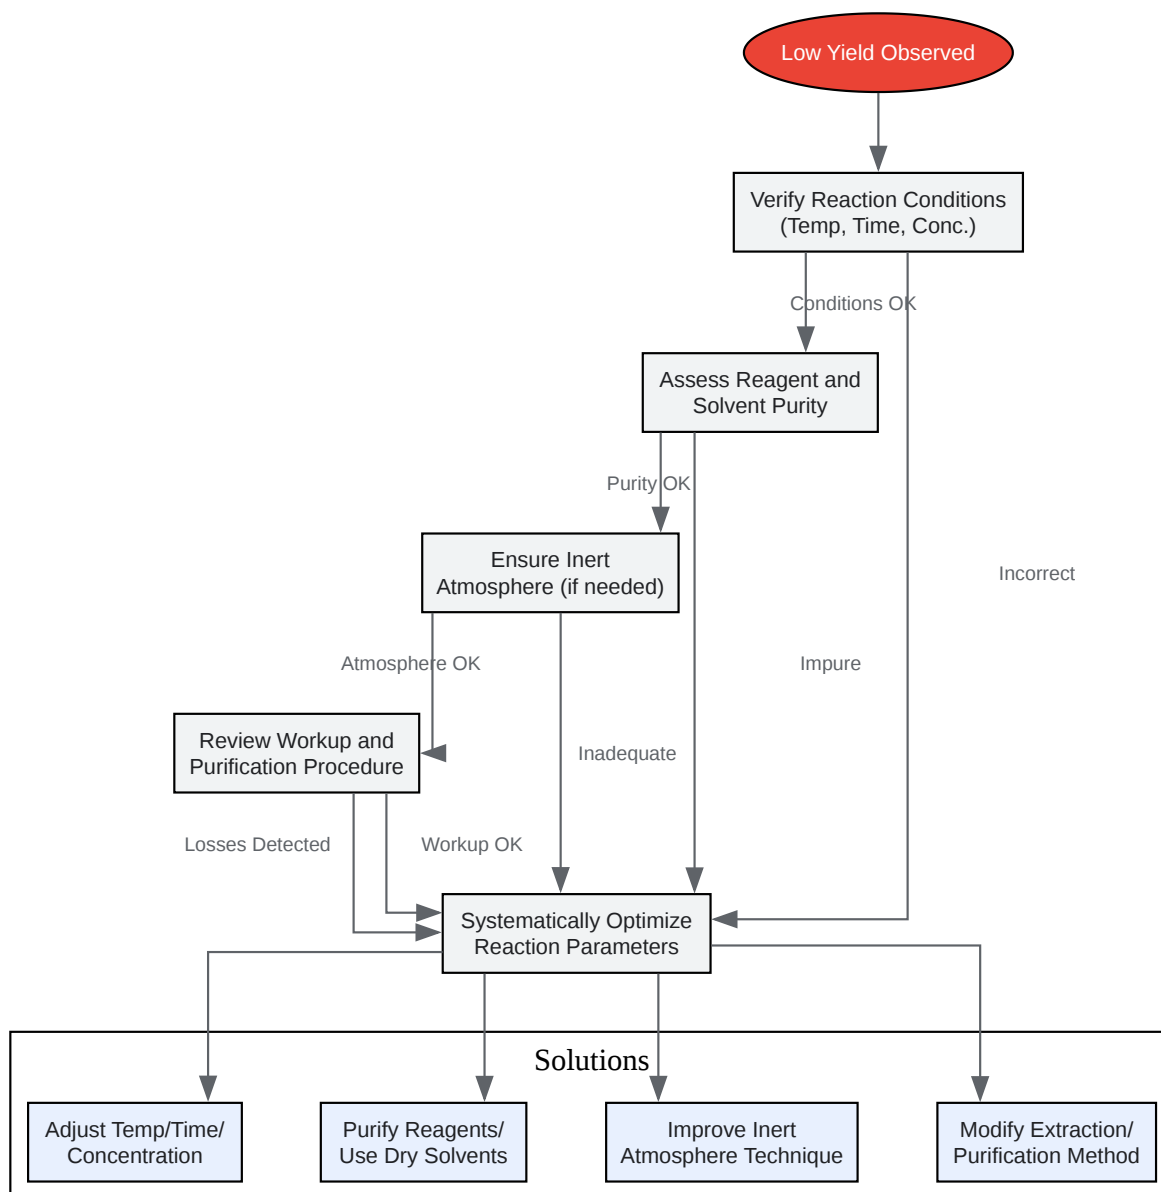 Low Yield Observed
Verify Reaction Conditions
(Temp, Time, Conc.)
Conditions OK
Assess Reagent and
Solvent Purity
Purity OK
Ensure Inert
Atmosphere (if needed)
Incorrect
Atmosphere OK
Impure
Review Workup and
Purification Procedure
Inadequate
Losses Detected
Workup OK
Systematically Optimize
Reaction Parameters
Solutions
Adjust Temp/Time/
Concentration
Purify Reagents/
Use Dry Solvents
Improve Inert
Atmosphere Technique
Modify Extraction/
Purification Method